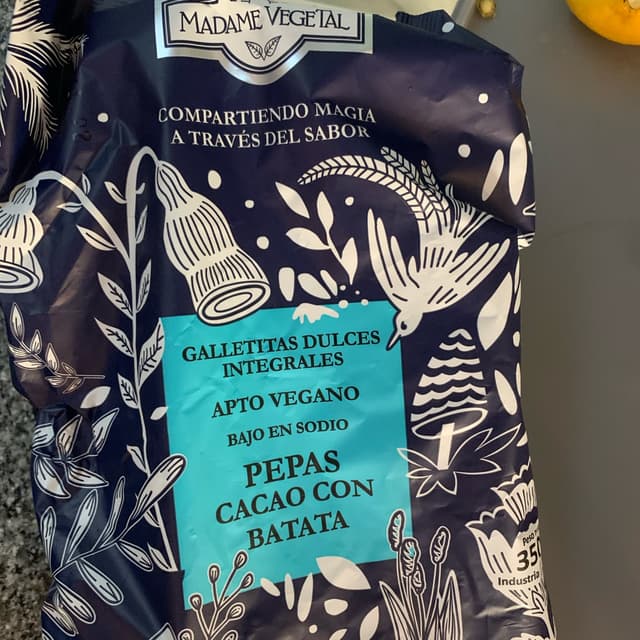 MADAME VEGETAL
COMPARTIENDO MAGIA
A TRAVÉS DEL SABOR
GALLETITAS DULCES
INTEGRALES
APTO VEGANO
BAJO EN SODIO
PEPAS
CACAO CON
BATATA
Peso
35
Industria